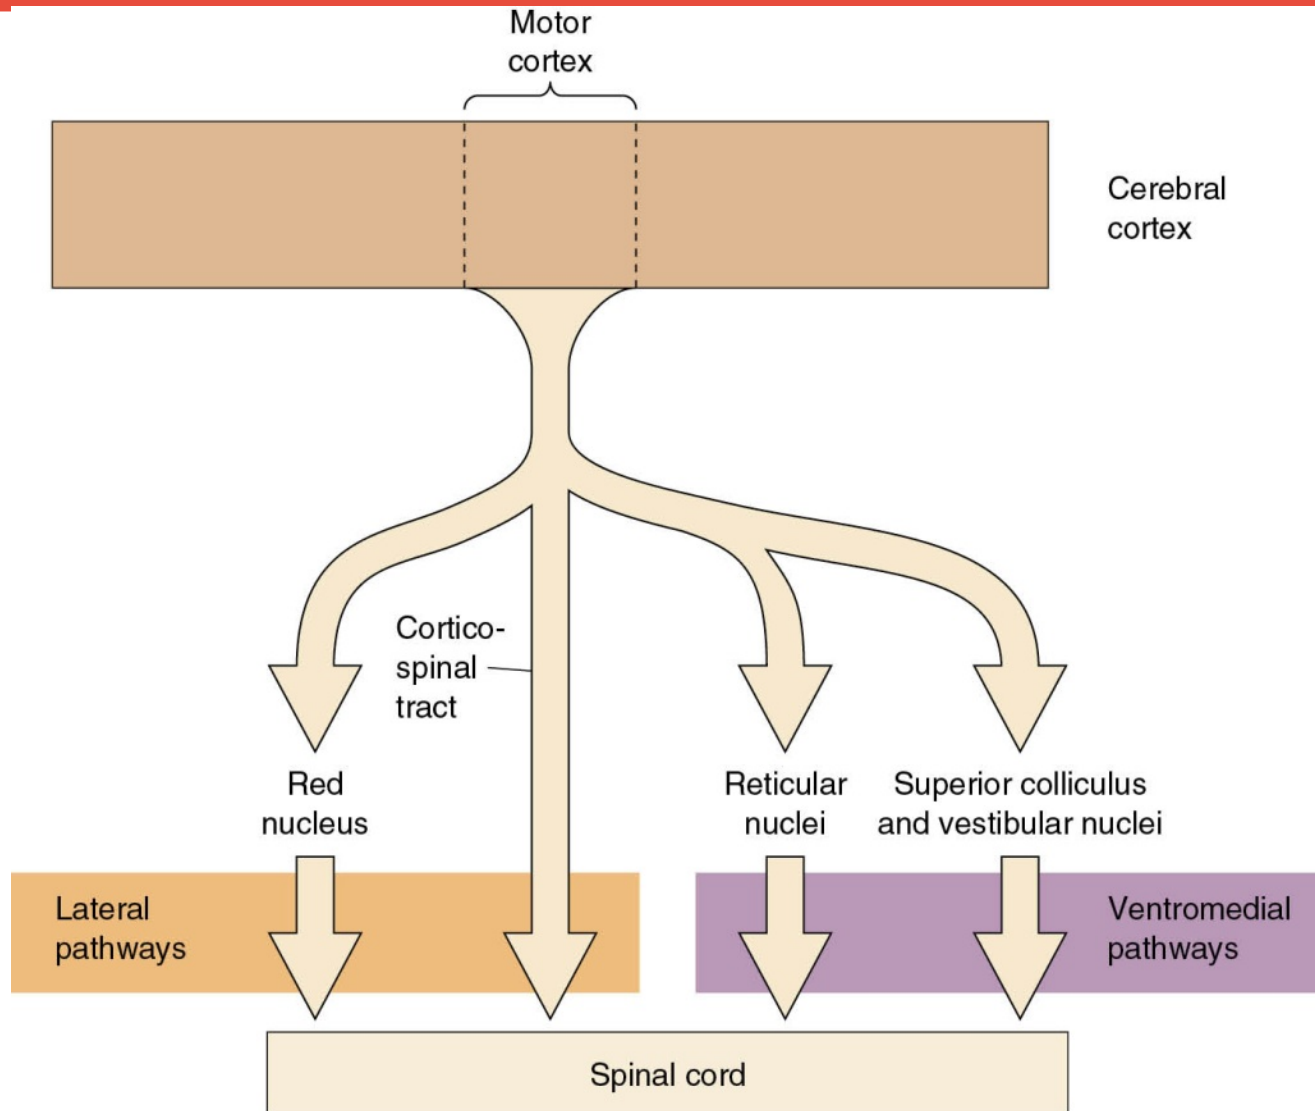 Motor
cortex
Cerebral
cortex
Cortico-
spinal
tract
Red
nucleus
Reticular
nuclei
Superior colliculus
and vestibular nuclei
Lateral
pathways
Ventromedial
pathways
Spinal cord